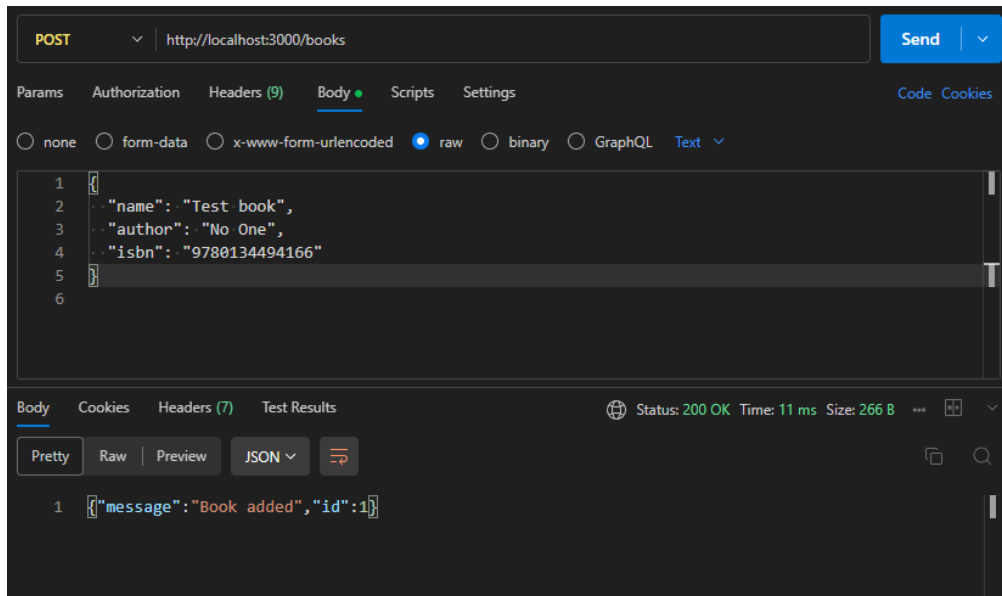 POST http://localhost:3000/books Send
Params Authorization Headers (9) Body Scripts Settings Code Cookies
none form-data x-www-form-urlencoded raw binary GraphQL Text
1 {
2 "name": "Test book",
3 "author": "No One",
4 "isbn": "9780134494166"
5 }
6
Body Cookies Headers (7) Test Results Status: 200 OK Time: 11 ms Size: 266 B
Pretty Raw Preview JSON
1 {"message":"Book added","id":1}